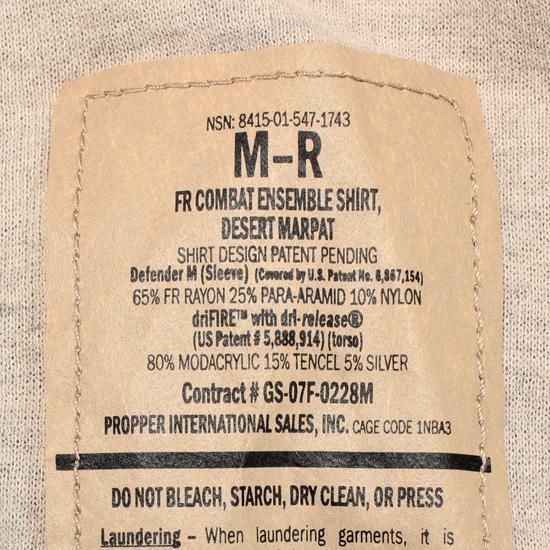 NSN: 8415-01-547-1743
M-R
FR COMBAT ENSEMBLE SHIRT,
DESERT MARPAT
SHIRT DESIGN PATENT PENDING
Defender M (Sleeve) (Covered by U.S. Patent No. 6,867,154)
65% FR RAYON 25% PARA-ARAMID 10% NYLON
driFIRE™ with dri-release®
(US Patent # 5,888,914) (torso)
80% MODACRYLIC 15% TENCEL 5% SILVER
Contract # GS-07F-0228M
PROPPER INTERNATIONAL SALES, INC. CAGE CODE 1NBA3
DO NOT BLEACH, STARCH, DRY CLEAN, OR PRESS
Laundering – When laundering garments, it is